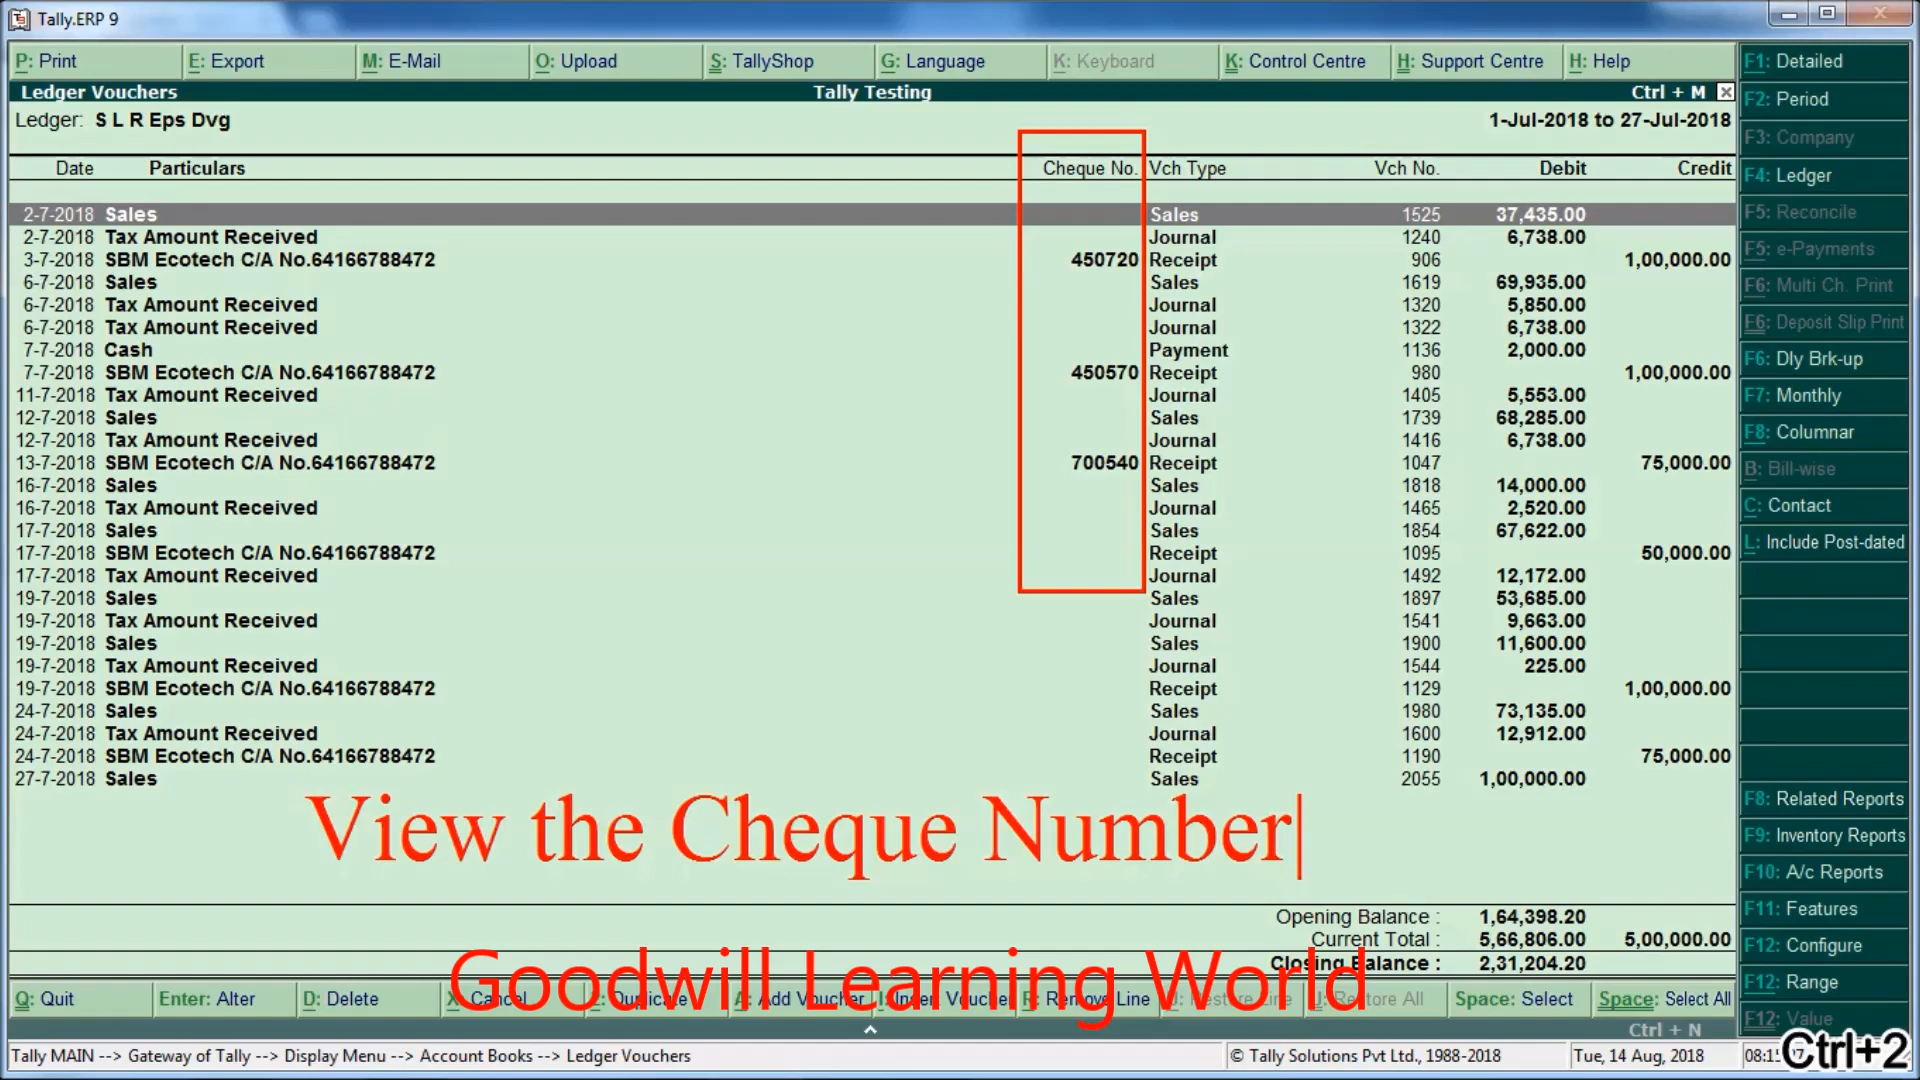 Tally.ERP 9
P: Print E: Export M: E-Mail O: Upload S: TallyShop G: Language K: Keyboard K: Control Centre H: Support Centre H: Help
Ledger Vouchers Tally Testing Ctrl + M
Ledger: S L R Eps Dvg 1-Jul-2018 to 27-Jul-2018
Date Particulars Cheque No. Vch Type Vch No. Debit Credit
2-7-2018 Sales Sales 1525 37,435.00
2-7-2018 Tax Amount Received Journal 1240 6,738.00
3-7-2018 SBM Ecotech C/A No.64166788472 450720 Receipt 906 1,00,000.00
6-7-2018 Sales Sales 1619 69,935.00
6-7-2018 Tax Amount Received Journal 1320 5,850.00
6-7-2018 Tax Amount Received Journal 1322 6,738.00
7-7-2018 Cash Payment 1136 2,000.00
7-7-2018 SBM Ecotech C/A No.64166788472 450570 Receipt 980 1,00,000.00
11-7-2018 Tax Amount Received Journal 1405 5,553.00
12-7-2018 Sales Sales 1739 68,285.00
12-7-2018 Tax Amount Received Journal 1416 6,738.00
13-7-2018 SBM Ecotech C/A No.64166788472 700540 Receipt 1047 75,000.00
16-7-2018 Sales Sales 1818 14,000.00
16-7-2018 Tax Amount Received Journal 1465 2,520.00
17-7-2018 Sales Sales 1854 67,622.00
17-7-2018 SBM Ecotech C/A No.64166788472 Receipt 1095 50,000.00
17-7-2018 Tax Amount Received Journal 1492 12,172.00
19-7-2018 Sales Sales 1897 53,685.00
19-7-2018 Tax Amount Received Journal 1541 9,663.00
19-7-2018 Sales Sales 1900 11,600.00
19-7-2018 Tax Amount Received Journal 1544 225.00
19-7-2018 SBM Ecotech C/A No.64166788472 Receipt 1129 1,00,000.00
24-7-2018 Sales Sales 1980 73,135.00
24-7-2018 Tax Amount Received Journal 1600 12,912.00
24-7-2018 SBM Ecotech C/A No.64166788472 Receipt 1190 75,000.00
27-7-2018 Sales Sales 2055 1,00,000.00
View the Cheque Number
Opening Balance : 1,64,398.20
Current Total : 5,66,806.00 5,00,000.00
Closing Balance : 2,31,204.20
Goodwill Learning World
Q: Quit Enter: Alter D: Delete X: Cancel Duplicate A: Add Voucher I: Insert Voucher R: Remove Line U: Restore Line U: Restore All Space: Select Space: Select All
Ctrl + N
Tally MAIN --> Gateway of Tally --> Display Menu --> Account Books --> Ledger Vouchers © Tally Solutions Pvt Ltd., 1988-2018 Tue, 14 Aug, 2018
Ctrl+2
F1: Detailed
F2: Period
F3: Company
F4: Ledger
F5: Reconcile
F5: e-Payments
F6: Multi Ch. Print
F6: Deposit Slip Print
F6: Dly Brk-up
F7: Monthly
F8: Columnar
B: Bill-wise
C: Contact
L: Include Post-dated
F8: Related Reports
F9: Inventory Reports
F10: A/c Reports
F11: Features
F12: Configure
F12: Range
F12: Value